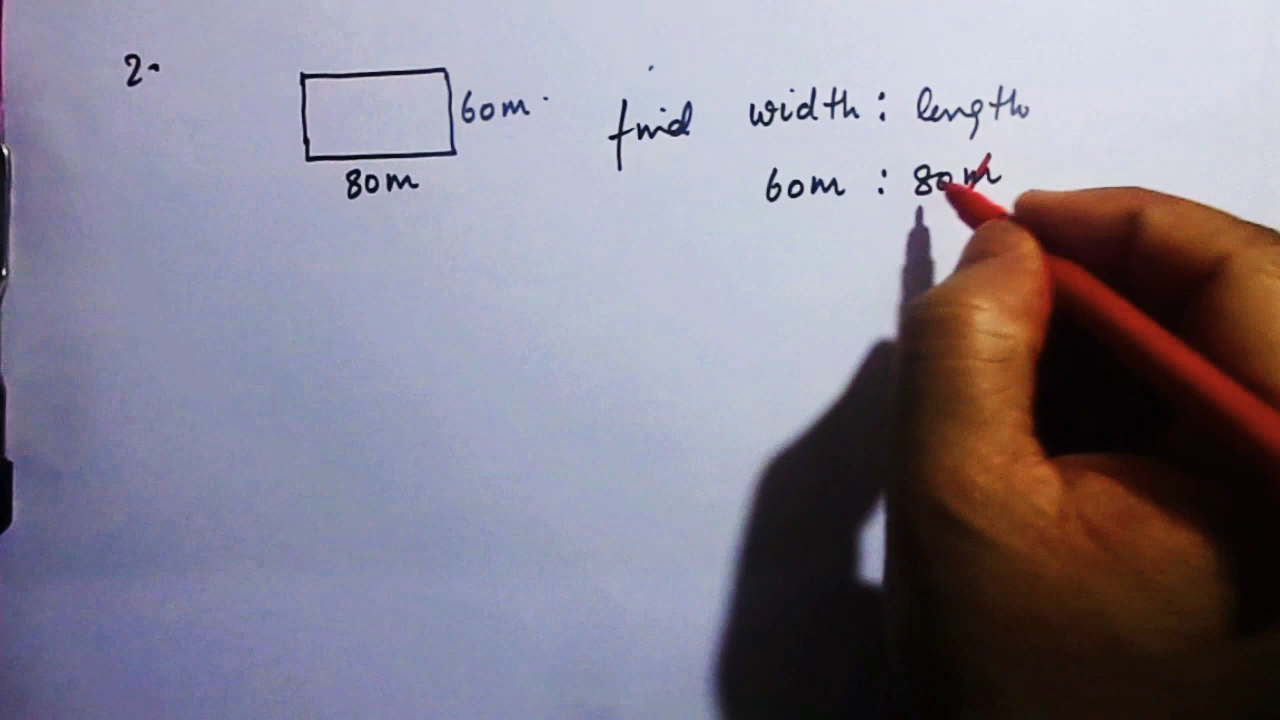 2.
60m.
80m
find width : length
60m : 80m